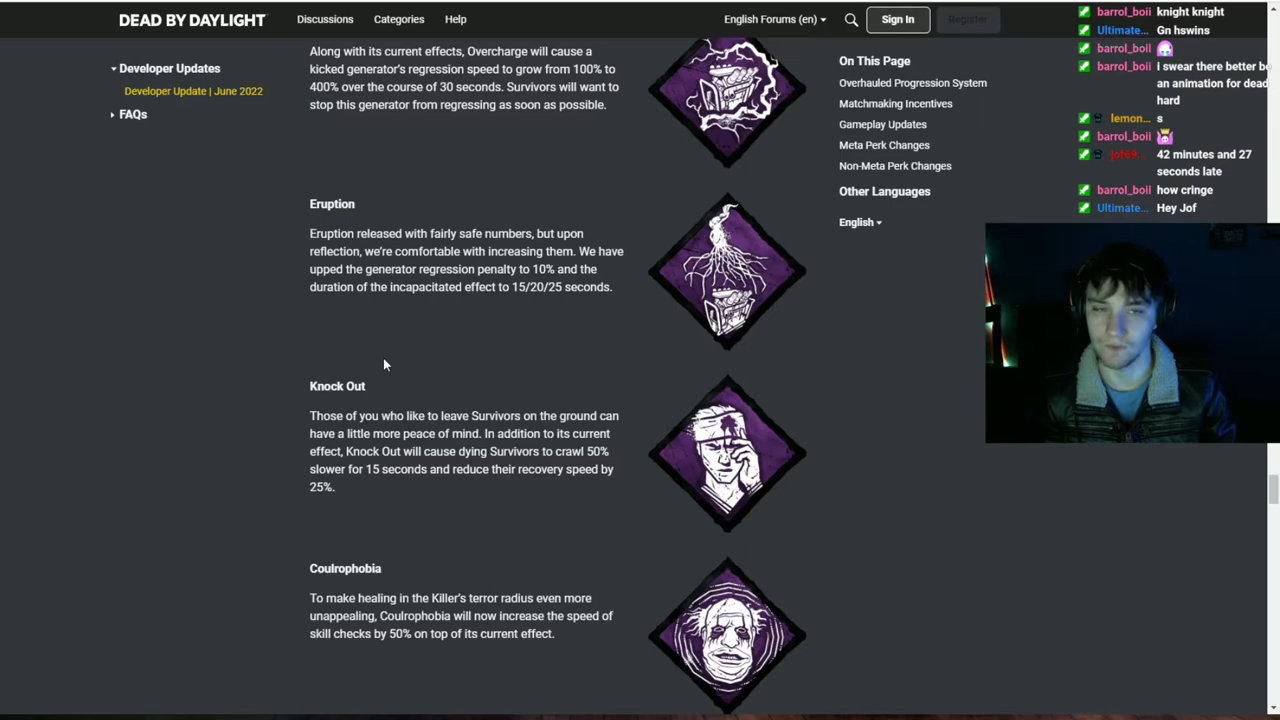 DEAD BY DAYLIGHT
Discussions
Categories
Help
English Forums (en)
Sign In
Register
Developer Updates
Developer Update | June 2022
FAQs
Along with its current effects, Overcharge will cause a
kicked generator's regression speed to grow from 100% to
400% over the course of 30 seconds. Survivors will want to
stop this generator from regressing as soon as possible.
Eruption
Eruption released with fairly safe numbers, but upon
reflection, we're comfortable with increasing them. We have
upped the generator regression penalty to 10% and the
duration of the incapacitated effect to 15/20/25 seconds.
Knock Out
Those of you who like to leave Survivors on the ground can
have a little more peace of mind. In addition to its current
effect, Knock Out will cause dying Survivors to crawl 50%
slower for 15 seconds and reduce their recovery speed by
25%.
Coulrophobia
To make healing in the Killer's terror radius even more
unappealing, Coulrophobia will now increase the speed of
skill checks by 50% on top of its current effect.
On This Page
Overhauled Progression System
Matchmaking Incentives
Gameplay Updates
Meta Perk Changes
Non-Meta Perk Changes
Other Languages
English
barrol_boii knight knight
Ultimate... Gn hswins
barrol_boii
barrol_boii i swear there better be
an animation for dead
hard
lemon... s
barrol_boii
jof69... 42 minutes and 27
seconds late
barrol_boii how cringe
Ultimate... Hey Jof